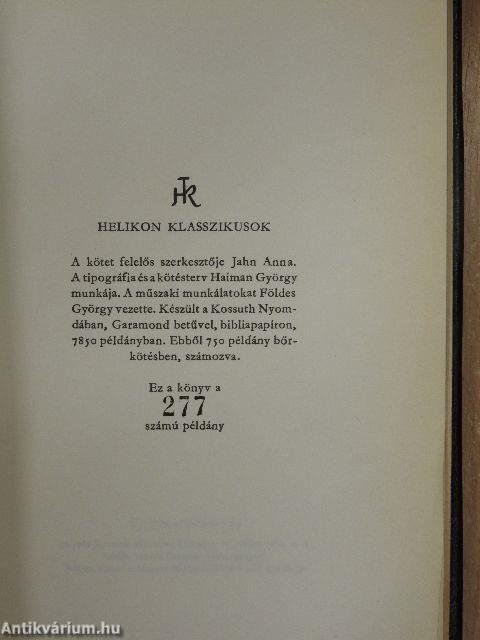 HELIKON KLASSZIKUSOK
A kötet felelős szerkesztője Jahn Anna.
A tipográfia és a kötésterv Haiman György
munkája. A műszaki munkálatokat Földes
György vezette. Készült a Kossuth Nyom-
dában, Garamond betűvel, bibliapapíron,
7850 példányban. Ebből 750 példány bőr-
kötésben, számozva.
Ez a könyv a
277
számú példány
Antikvárium.hu